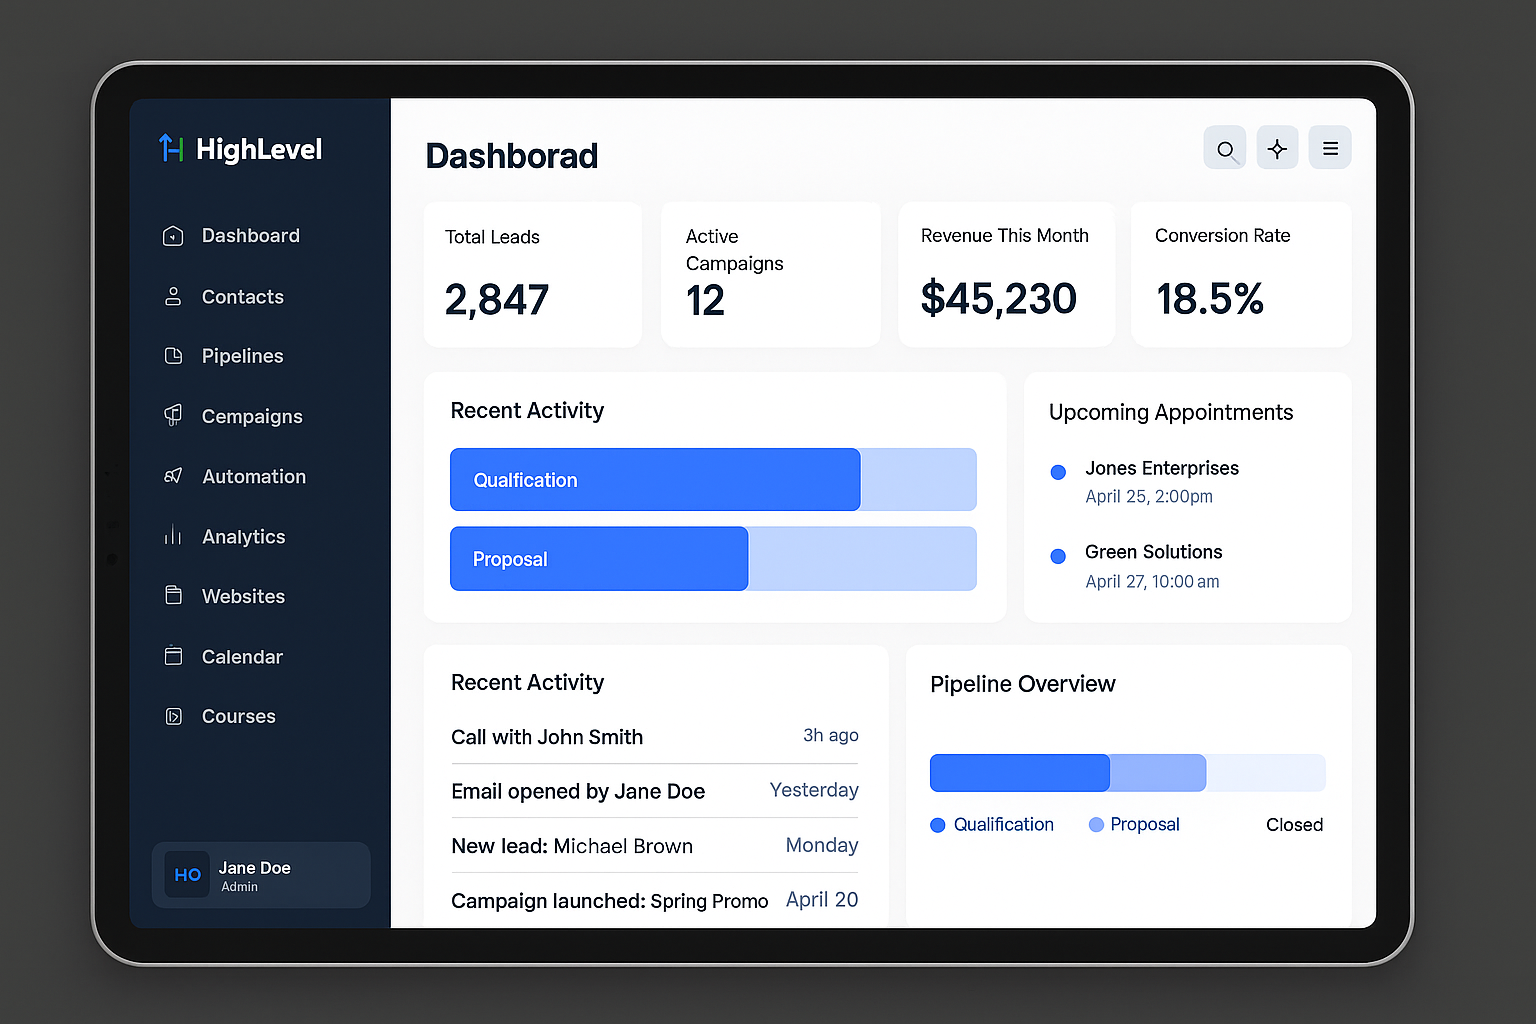 HighLevel
Dashboard
Contacts
Pipelines
Cempaigns
Automation
Analytics
Websites
Calendar
Courses
HO
Jane Doe
Admin
Dashborad
Total Leads
2,847
Active
Campaigns
12
Revenue This Month
$45,230
Conversion Rate
18.5%
Recent Activity
Qualfication
Proposal
Upcoming Appointments
Jones Enterprises
April 25, 2:00pm
Green Solutions
April 27, 10:00 am
Recent Activity
Call with John Smith 3h ago
Email opened by Jane Doe Yesterday
New lead: Michael Brown Monday
Campaign launched: Spring Promo April 20
Pipeline Overview
Qualification Proposal Closed